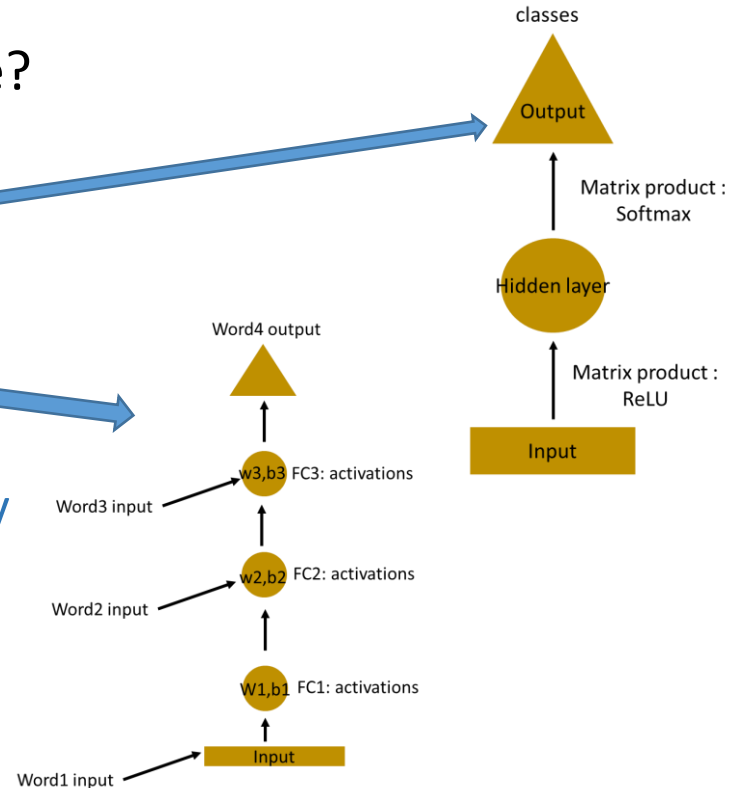 e?
classes
Output
Matrix product :
Softmax
Hidden layer
Matrix product :
ReLU
Input
Word4 output
w3,b3 FC3: activations
Word3 input
y
w2,b2 FC2: activations
Word2 input
W1,b1 FC1: activations
Input
Word1 input